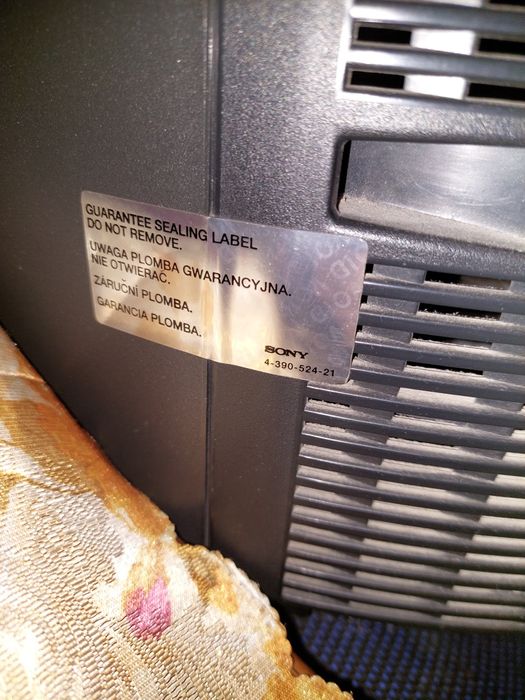 GUARANTEE SEALING LABEL
DO NOT REMOVE.
UWAGA PLOMBA GWARANCYJNA.
NIE OTWIERAĆ.
ZÁRUČNÍ PLOMBA.
GARANCIA PLOMBA.
SONY
4-390-524-21